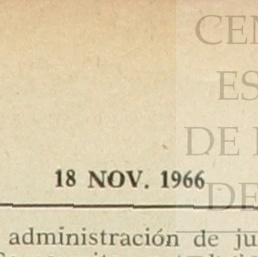 CEN
ES
DE
DE
18 NOV. 1966
administración de ju